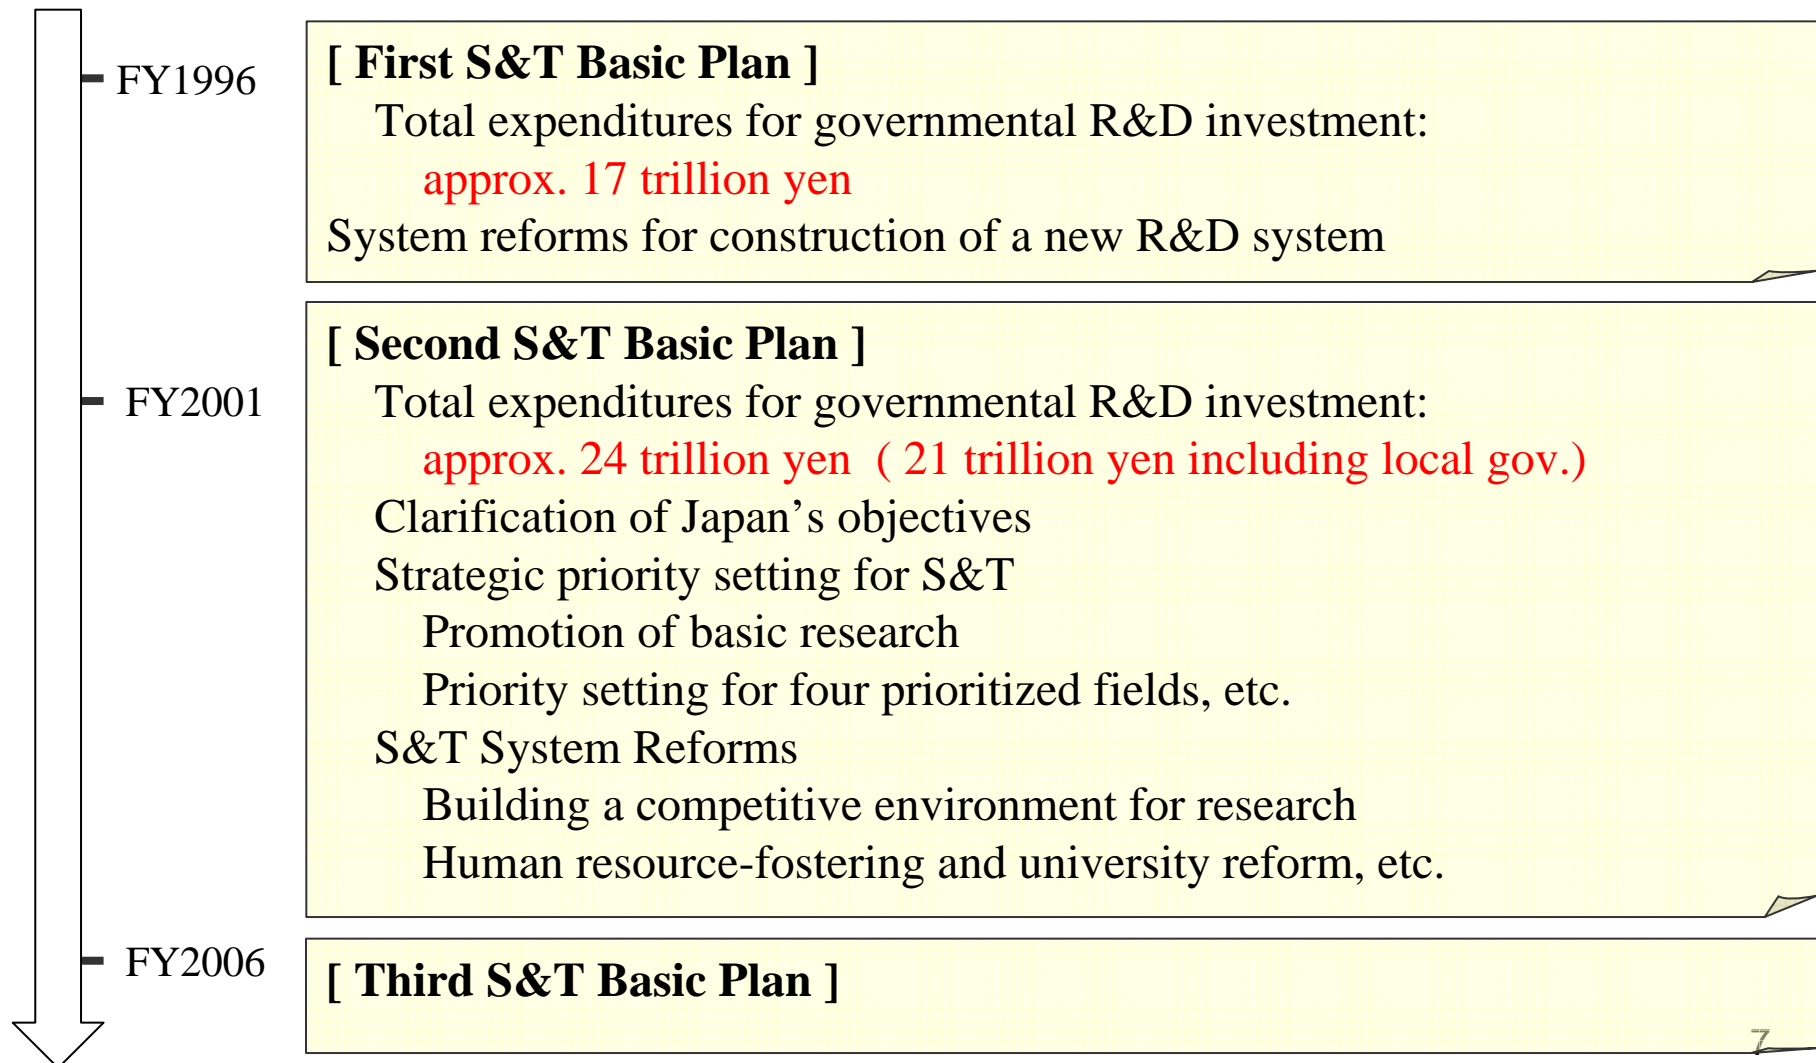 FY1996
[ First S&T Basic Plan ]
Total expenditures for governmental R&D investment:
approx. 17 trillion yen
System reforms for construction of a new R&D system
FY2001
[ Second S&T Basic Plan ]
Total expenditures for governmental R&D investment:
approx. 24 trillion yen ( 21 trillion yen including local gov.)
Clarification of Japan’s objectives
Strategic priority setting for S&T
Promotion of basic research
Priority setting for four prioritized fields, etc.
S&T System Reforms
Building a competitive environment for research
Human resource-fostering and university reform, etc.
FY2006
[ Third S&T Basic Plan ]
7